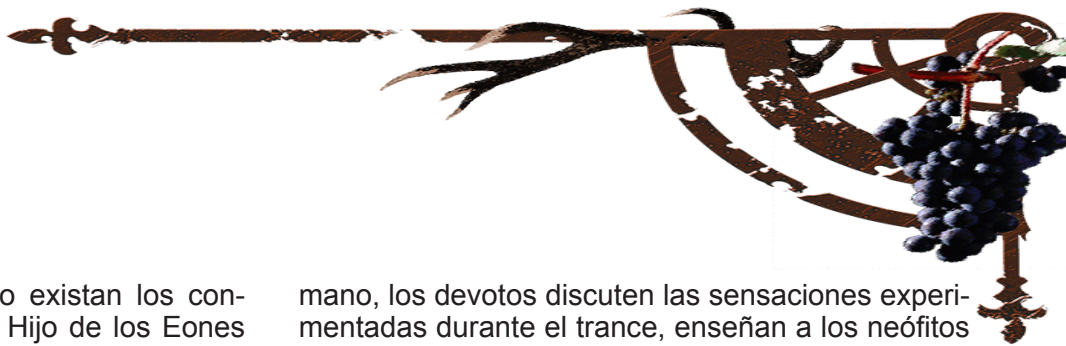 o existan los con-
Hijo de los Eones
mano, los devotos discuten las sensaciones experi-
mentadas durante el trance, enseñan a los neófitos